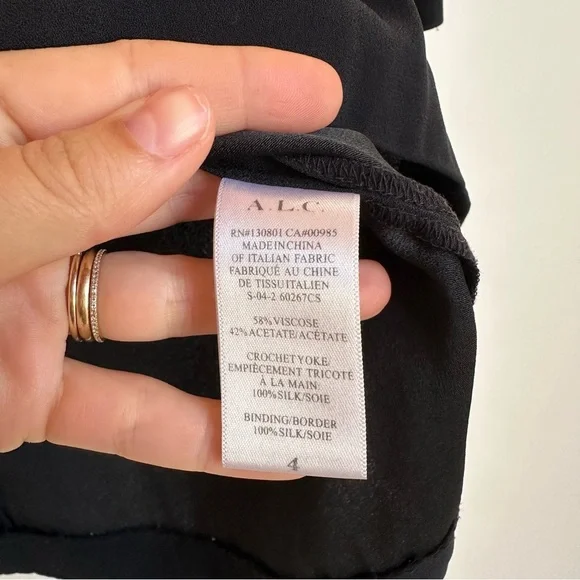 A.L.C.
RN#130801 CA#00985
MADEINCHINA
OF ITALIAN FABRIC
FABRIQUÉ AU CHINE
DE TISSUITALIEN
S-04-2 60267CS
58%VISCOSE
42%ACETATE/ACÉTATE
CROCHETYOKE/
EMPIÈCEMENT TRICOTÉ
À LA MAIN:
100%SILK/SOIE
BINDING/BORDER
100%SILK/SOIE
4